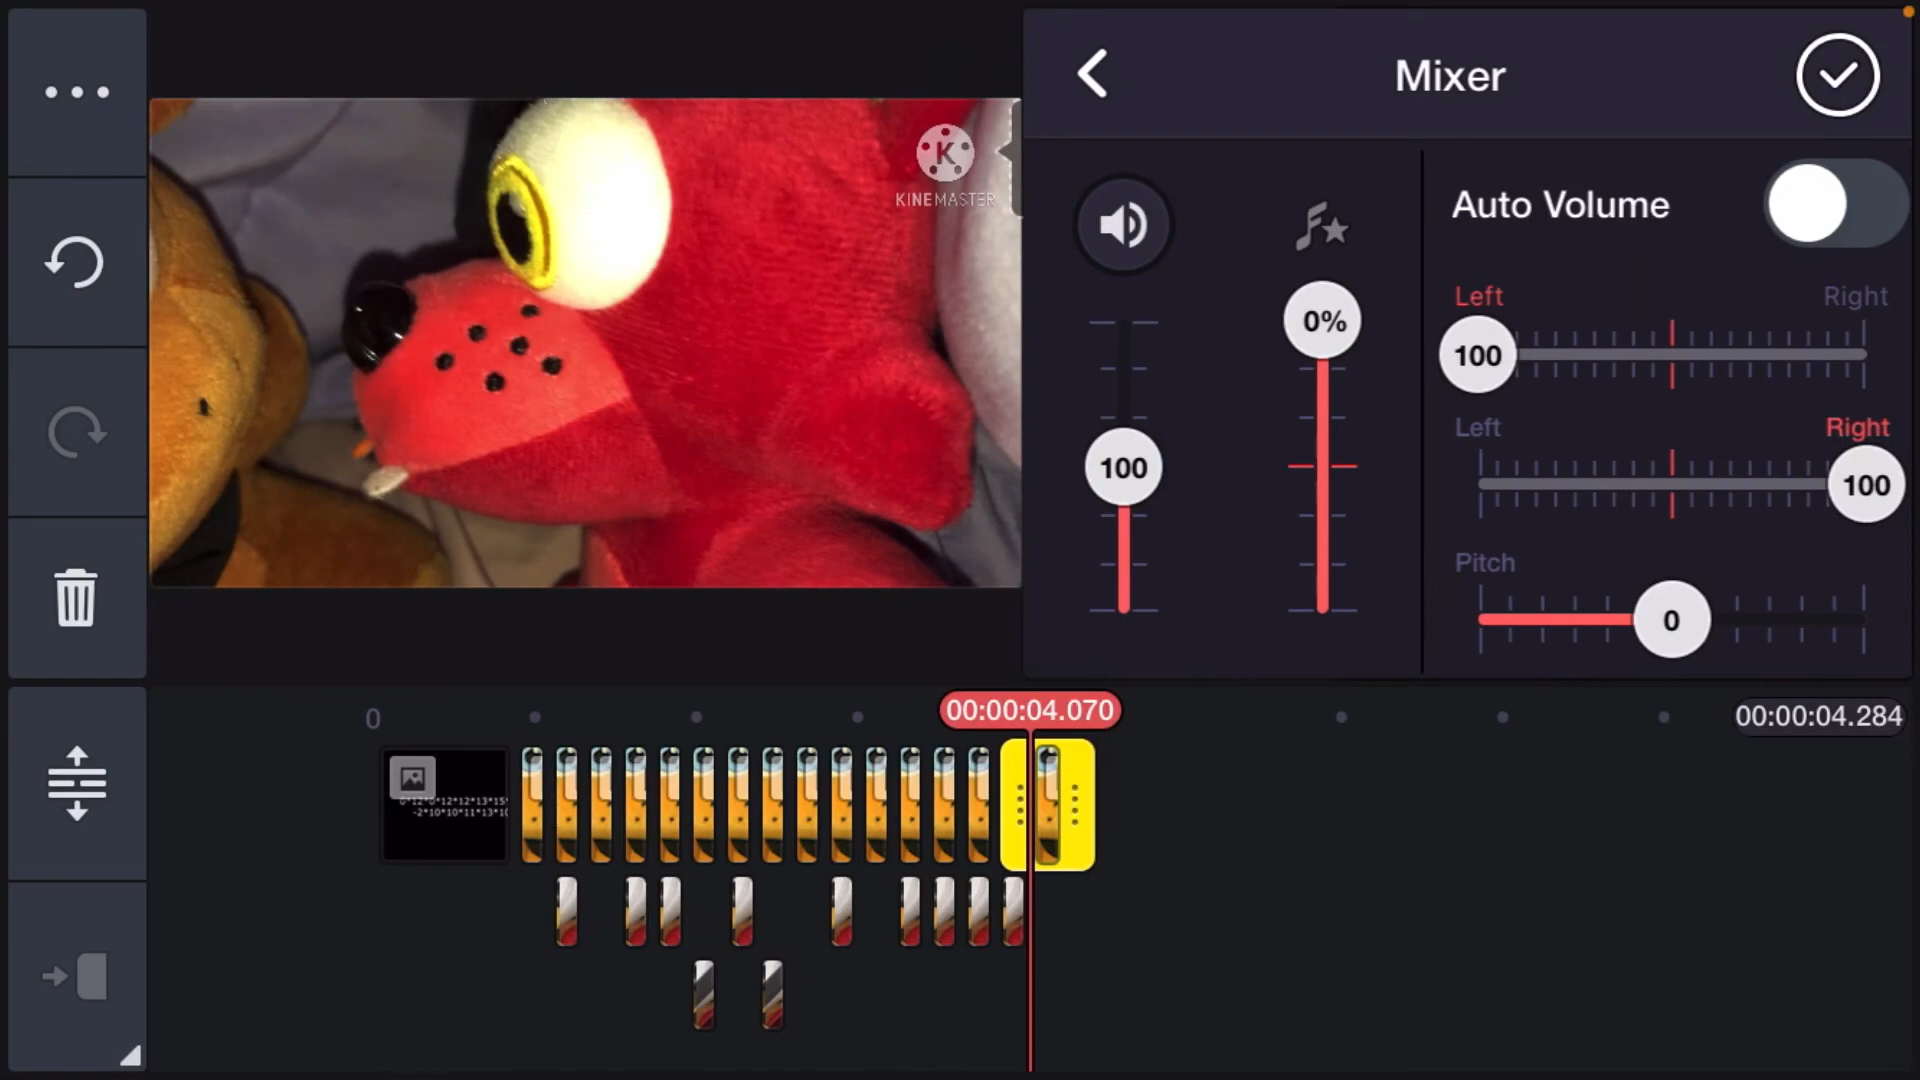 Mixer
K
KINEMASTER
Auto Volume
0%
Left
Right
100
100
Left
Right
100
Pitch
0
0
00:00:04.070
00:00:04.284